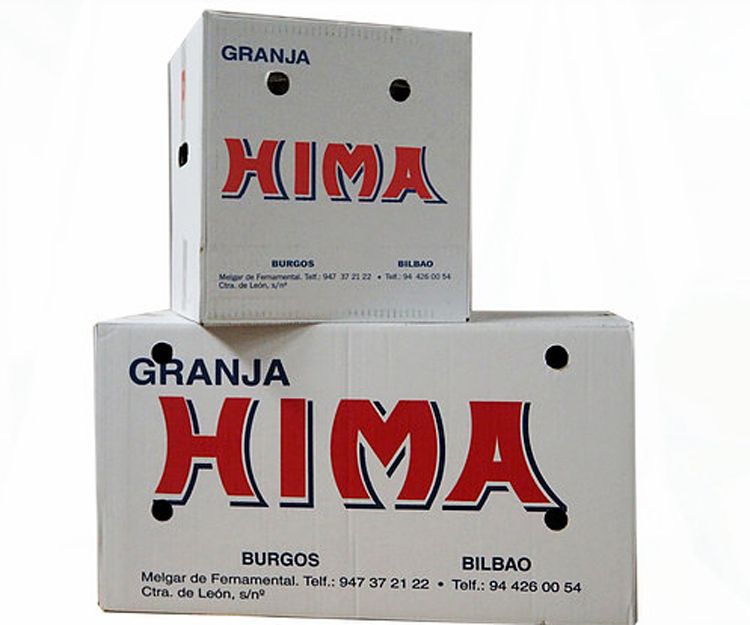 GRANJA
HIMA
BURGOS BILBAO
Melgar de Fernamental. Telf.: 947 37 21 22 • Telf.: 94 426 00 54
Ctra. de León, s/nº
GRANJA
HIMA
BURGOS BILBAO
Melgar de Fernamental. Telf.: 947 37 21 22 • Telf.: 94 426 00 54
Ctra. de León, s/nº